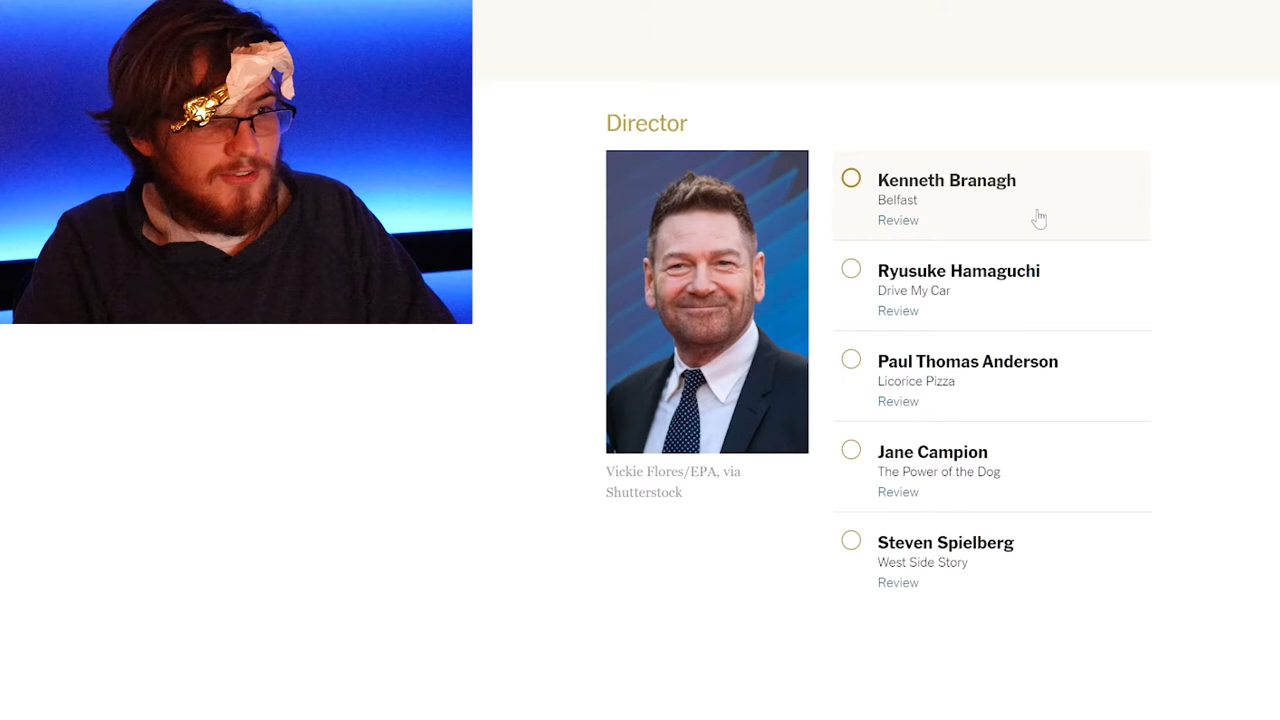 Director
Kenneth Branagh
Belfast
Review
Ryusuke Hamaguchi
Drive My Car
Review
Paul Thomas Anderson
Licorice Pizza
Review
Jane Campion
The Power of the Dog
Review
Steven Spielberg
West Side Story
Review
Vickie Flores/EPA, via
Shutterstock